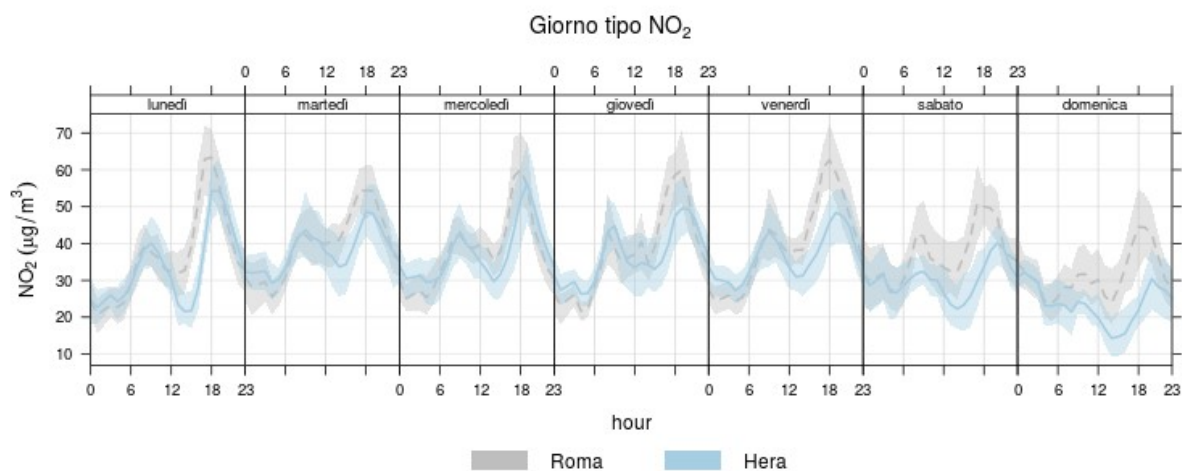 Giorno tipo NO₂
0 6 12 18 23 0 6 12 18 23 0 6 12 18 23
lunedì martedì mercoledì giovedì venerdì sabato domenica
70
60
50
40
30
20
10
NO₂ (μg/m³)
0 6 12 18 23 0 6 12 18 23 0 6 12 18 23 0 6 12 18 23
hour
Roma Hera